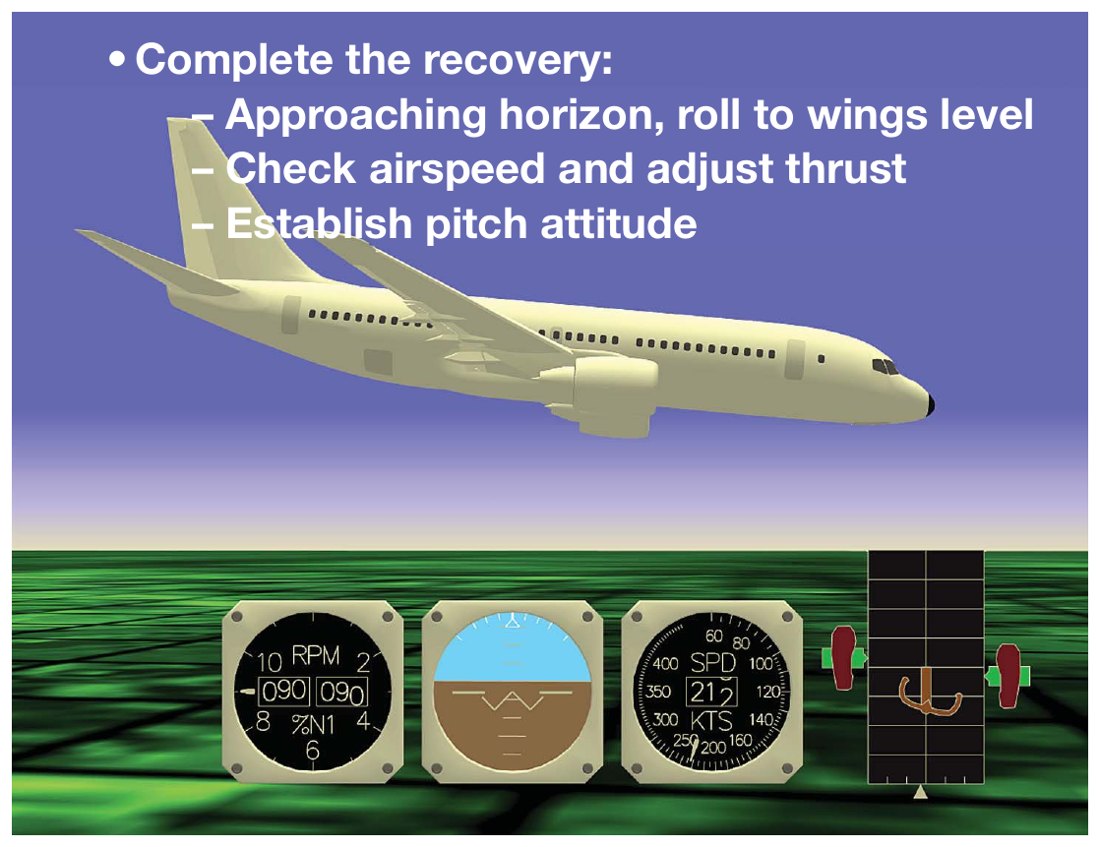 • Complete the recovery:
– Approaching horizon, roll to wings level
– Check airspeed and adjust thrust
– Establish pitch attitude
10 RPM 2
090 090
8 %N1 4
6
60 80
400 SPD 100
350 212 120
300 KTS 140
250 200 160